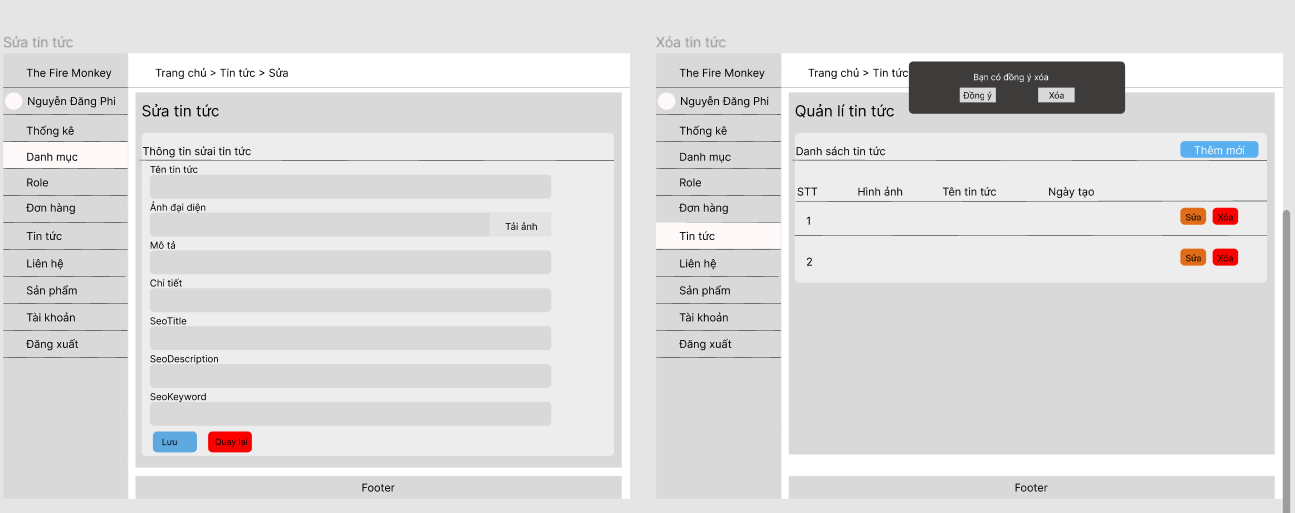 Sửa tin tức
The Fire Monkey
Trang chủ > Tin tức > Sửa
Nguyễn Đăng Phi
Thống kê
Danh mục
Role
Đơn hàng
Tin tức
Liên hệ
Sản phẩm
Tài khoản
Đăng xuất
Sửa tin tức
Thông tin sửai tin tức
Tên tin tức
Ảnh đại diện
Tải ảnh
Mô tả
Chi tiết
SeoTitle
SeoDescription
SeoKeyword
Lưu
Quay lại
Footer
Xóa tin tức
The Fire Monkey
Trang chủ > Tin tức
Bạn có đồng ý xóa
Đồng ý
Xóa
Nguyễn Đăng Phi
Thống kê
Danh mục
Role
Đơn hàng
Tin tức
Liên hệ
Sản phẩm
Tài khoản
Đăng xuất
Quản lí tin tức
Danh sách tin tức
Thêm mới
STT Hình ảnh Tên tin tức Ngày tạo
1 Sửa Xóa
2 Sửa Xóa
Footer